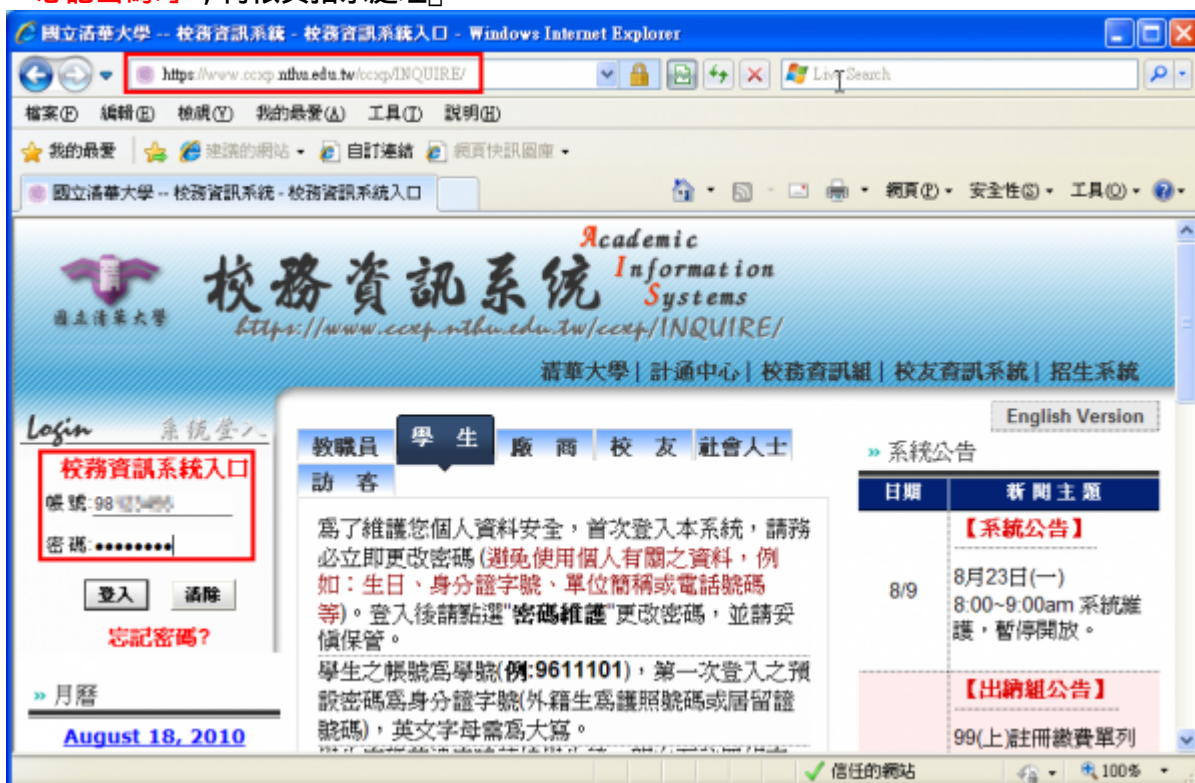 國立清華大學 -- 校務資訊系統 - 校務資訊系統入口 - Windows Internet Explorer
https://www.ccxp.nthu.edu.tw/ccxp/INQUIRE/
Live Search
檔案(F) 編輯(E) 檢視(V) 我的最愛(A) 工具(T) 說明(H)
我的最愛 建議的網站 自訂連結 網頁快訊圖庫
國立清華大學 -- 校務資訊系統 - 校務資訊系統入口
網頁(P) 安全性(S) 工具(O)
國立清華大學
校務資訊系統
Academic
Information
Systems
https://www.ccxp.nthu.edu.tw/ccxp/INQUIRE/
清華大學 | 計通中心 | 校務資訊組 | 校友資訊系統 | 招生系統
English Version
Login 系統登入
校務資訊系統入口
帳號:98
密碼:●●●●●●●●
登入 清除
忘記密碼?
» 月曆
August 18, 2010
教職員 學 生 廠 商 校 友 社會人士
訪 客
為了維護您個人資料安全，首次登入本系統，請務
必立即更改密碼(避免使用個人有關之資料，例
如：生日、身分證字號、單位簡稱或電話號碼
等)。登入後請點選"密碼維護"更改密碼，並請妥
慎保管。
學生之帳號為學號(例:9611101)，第一次登入之預
設密碼為身分證字號(外籍生為護照號碼或居留證
號碼)，英文字母需為大寫。
» 系統公告
日期 新聞主題
【系統公告】
8/9
8月23日(一)
8:00~9:00am 系統維
護，暫停開放。
【出納組公告】
99(上)註冊繳費單列
信任的網站 100%